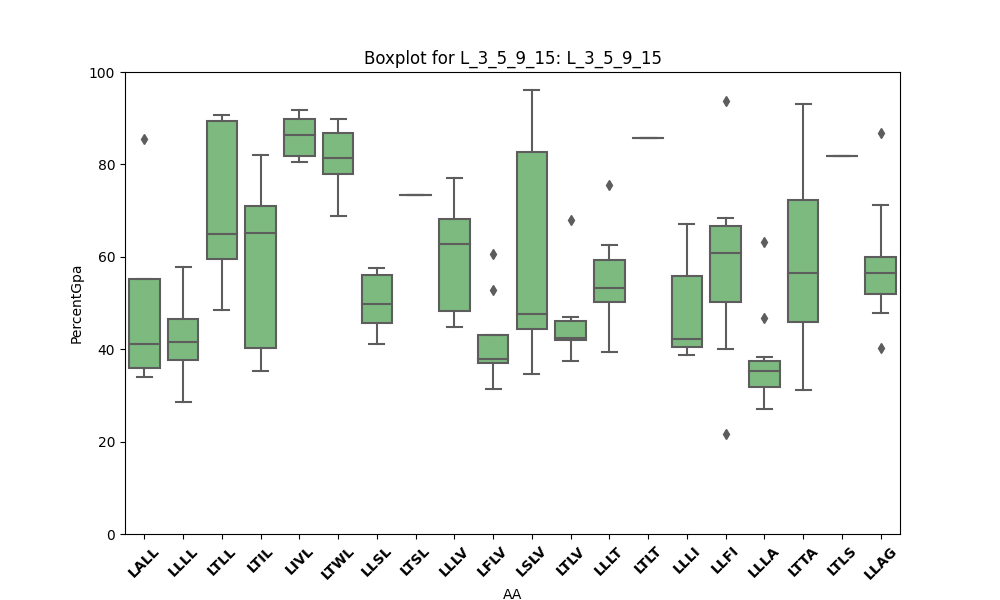 Boxplot for L_3_5_9_15: L_3_5_9_15
100
80
60
40
20
0
PercentGpa
LALL LLLL LTLL LTIL LIVL LTWL LLSL LTSL LLLV LFLV LSLV LTLV LLLT LTLT LLLI LLFI LLLA LTTA LTLS LLAG
AA